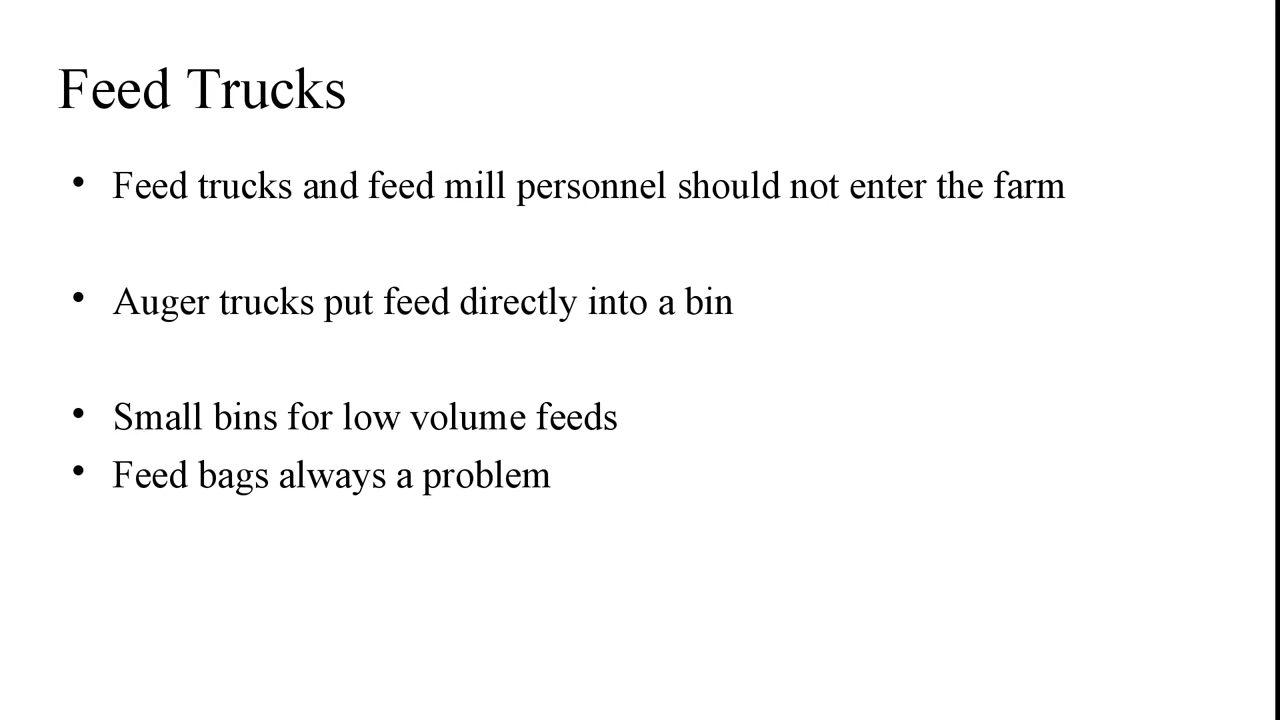 Feed Trucks
• Feed trucks and feed mill personnel should not enter the farm
• Auger trucks put feed directly into a bin
• Small bins for low volume feeds
• Feed bags always a problem